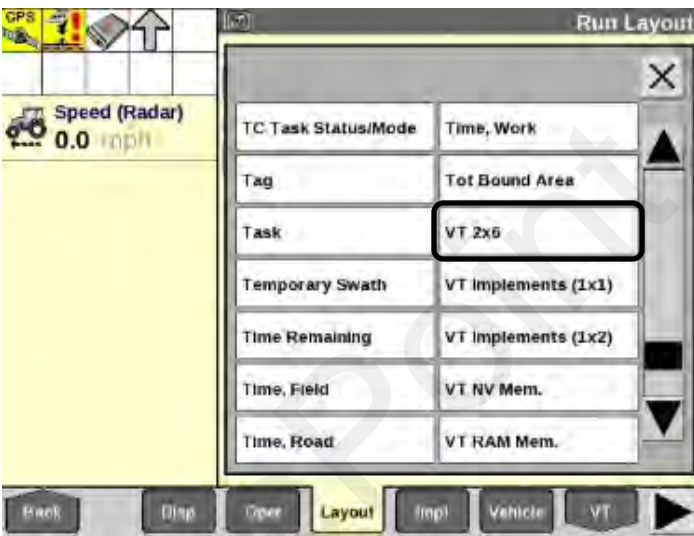 GPS
Run Layout
Speed (Radar)
0.0 mph
TC Task Status/Mode
Time, Work
Tag
Tot Bound Area
Task
VT 2x6
Temporary Swath
VT Implements (1x1)
Time Remaining
VT Implements (1x2)
Time, Field
VT NV Mem.
Time, Road
VT RAM Mem.
Back
Disp
Oper
Layout
Impl
Vehicle
VT
Point